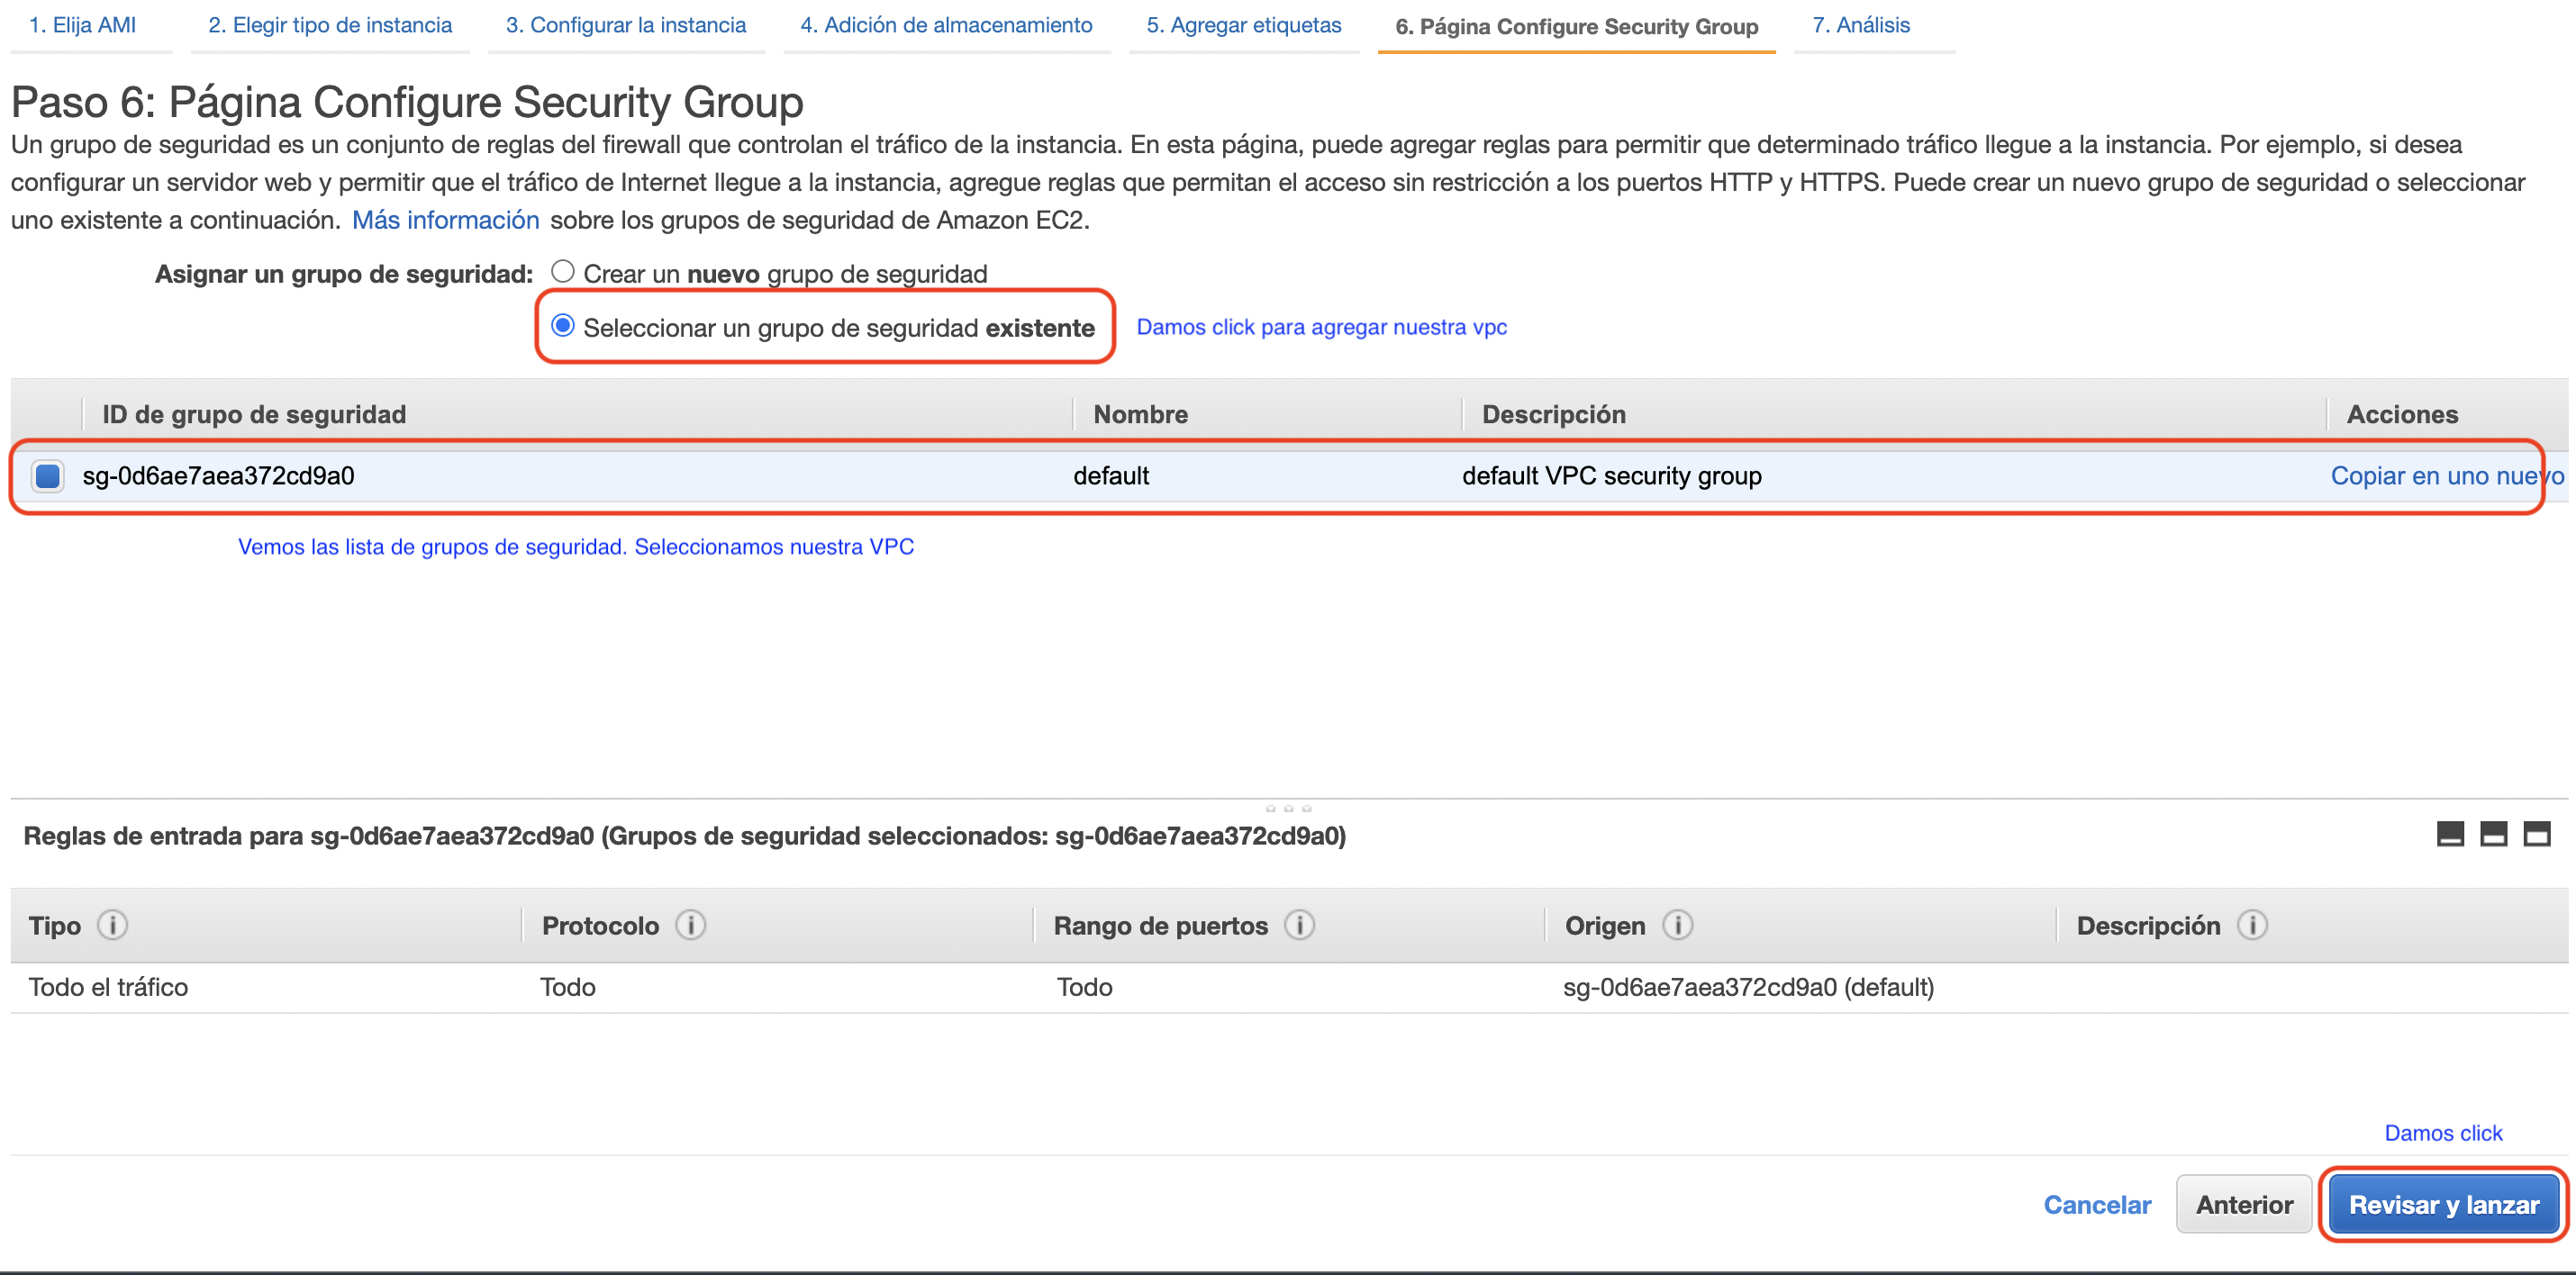 1. Elija AMI 2. Elegir tipo de instancia 3. Configurar la instancia 4. Adición de almacenamiento 5. Agregar etiquetas 6. Página Configure Security Group 7. Análisis
Paso 6: Página Configure Security Group
Un grupo de seguridad es un conjunto de reglas del firewall que controlan el tráfico de la instancia. En esta página, puede agregar reglas para permitir que determinado tráfico llegue a la instancia. Por ejemplo, si desea
configurar un servidor web y permitir que el tráfico de Internet llegue a la instancia, agregue reglas que permitan el acceso sin restricción a los puertos HTTP y HTTPS. Puede crear un nuevo grupo de seguridad o seleccionar
uno existente a continuación. Más información sobre los grupos de seguridad de Amazon EC2.
Asignar un grupo de seguridad: Crear un nuevo grupo de seguridad
Seleccionar un grupo de seguridad existente Damos click para agregar nuestra vpc
ID de grupo de seguridad Nombre Descripción Acciones
sg-0d6ae7aea372cd9a0 default default VPC security group Copiar en uno nuevo
Vemos las lista de grupos de seguridad. Seleccionamos nuestra VPC
Reglas de entrada para sg-0d6ae7aea372cd9a0 (Grupos de seguridad seleccionados: sg-0d6ae7aea372cd9a0)
Tipo Protocolo Rango de puertos Origen Descripción
Todo el tráfico Todo Todo sg-0d6ae7aea372cd9a0 (default)
Damos click
Cancelar Anterior Revisar y lanzar